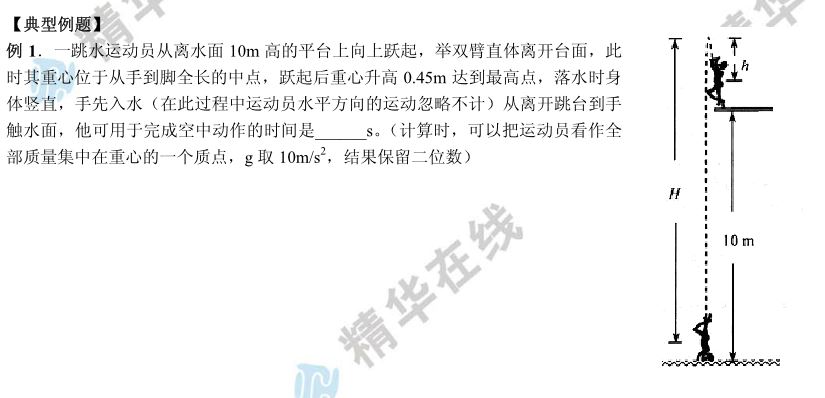 【典型例题】
例 1．一跳水运动员从离水面 10m 高的平台上向上跃起，举双臂直体离开台面，此
时其重心位于从手到脚全长的中点，跃起后重心升高 0.45m 达到最高点，落水时身
体竖直，手先入水（在此过程中运动员水平方向的运动忽略不计）从离开跳台到手
触水面，他可用于完成空中动作的时间是______s。（计算时，可以把运动员看作全
部质量集中在重心的一个质点，g 取 10m/s²，结果保留二位数）
h
H
10 m
精华在线